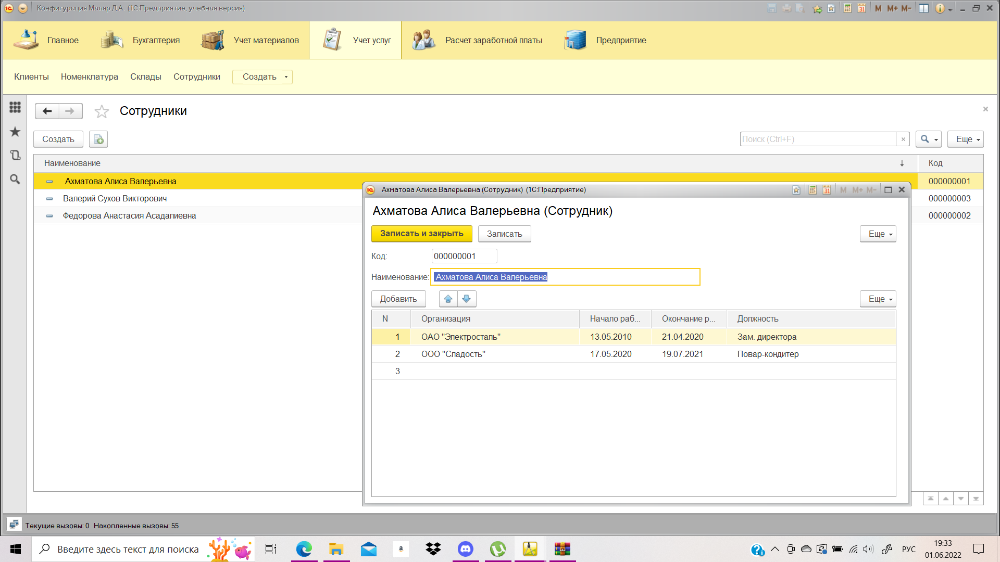 Конфигурация Маляр Д.А. (1С:Предприятие, учебная версия)
M M+ M-
Главное
Бухгалтерия
Учет материалов
Учет услуг
Расчет заработной платы
Предприятие
Клиенты Номенклатура Склады Сотрудники Создать
Сотрудники
Создать
Поиск (Ctrl+F)
×
Еще
Наименование ↓ Код
Ахматова Алиса Валерьевна 000000001
Валерий Сухов Викторович 000000003
Федорова Анастасия Асадалиевна 000000002
Ахматова Алиса Валерьевна (Сотрудник) (1С:Предприятие)
31 M M+ M-
Ахматова Алиса Валерьевна (Сотрудник)
Записать и закрыть Записать Еще
Код: 000000001
Наименование: Ахматова Алиса Валерьевна
Добавить Еще
N Организация Начало раб... Окончание р... Должность
1 ОАО "Электросталь" 13.05.2010 21.04.2020 Зам. директора
2 ООО "Сладость" 17.05.2020 19.07.2021 Повар-кондитер
3
Текущие вызовы: 0 Накопленные вызовы: 55
Введите здесь текст для поиска
a
РУС
19:33
01.06.2022